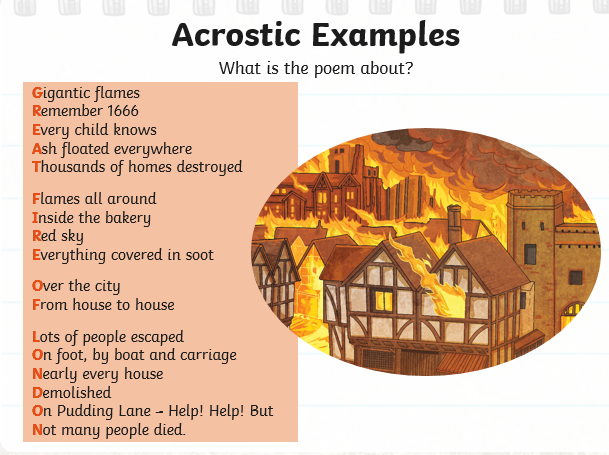 Acrostic Examples
What is the poem about?
Gigantic flames
Remember 1666
Every child knows
Ash floated everywhere
Thousands of homes destroyed
Flames all around
Inside the bakery
Red sky
Everything covered in soot
Over the city
From house to house
Lots of people escaped
On foot, by boat and carriage
Nearly every house
Demolished
On Pudding Lane – Help! Help! But
Not many people died.